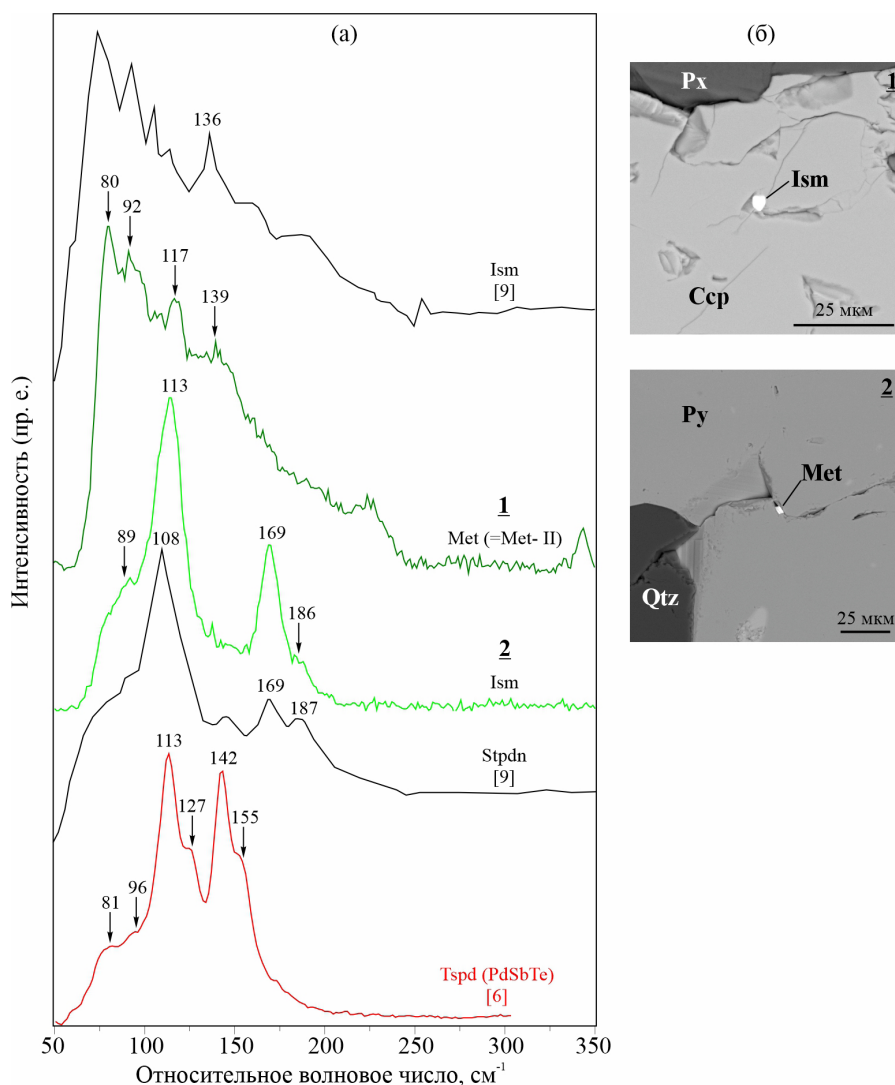 (а)
(б)
Интенсивность (пр. е.)
136
Ism
[9]
80
92
117
139
1
Met (=Met- II)
113
89
169
186
2
Ism
108
169
187
Stpdn
[9]
113
127
142
155
81
96
Tspd (PdSbTe)
[6]
50
100
150
200
250
300
350
Относительное волновое число, см⁻¹
Px
1
Ism
Ccp
25 мкм
2
Py
Met
Qtz
25 мкм